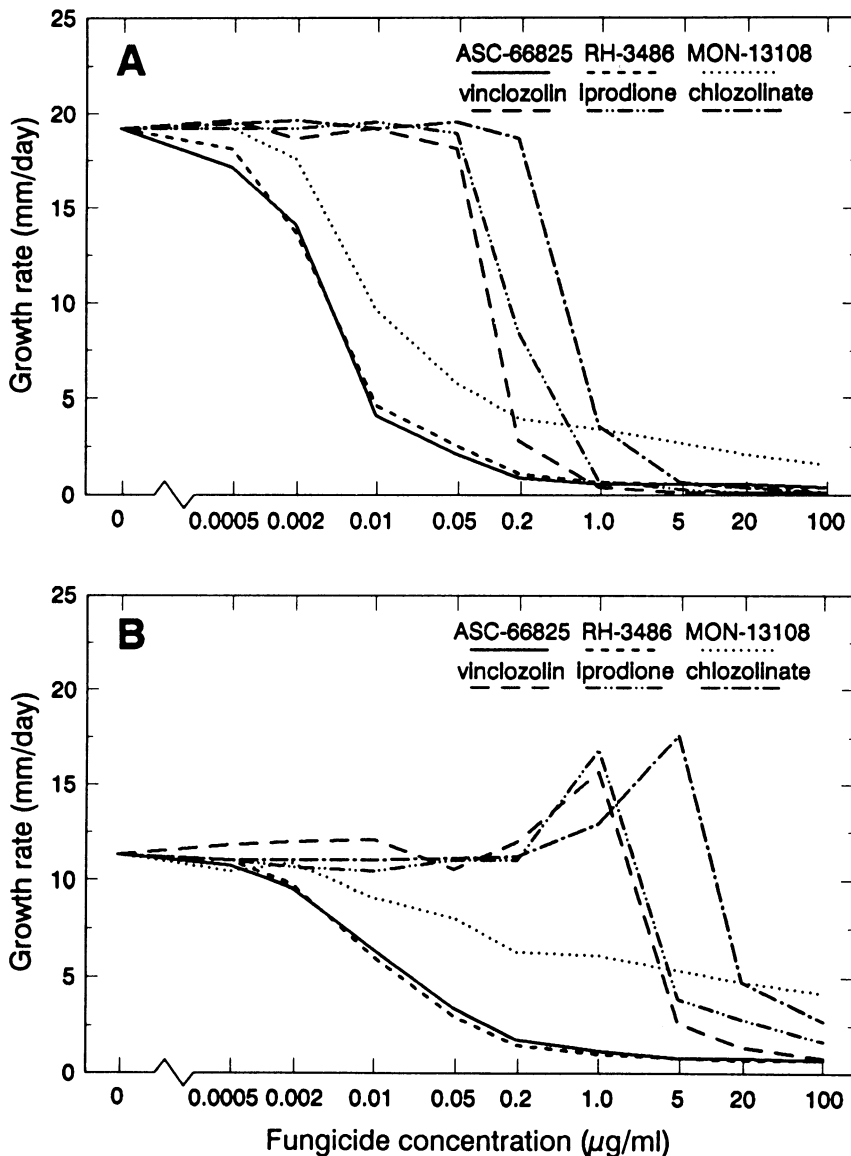 A
ASC-66825 RH-3486 MON-13108
vinclozolin iprodione chlozolinate
Growth rate (mm/day)
25
20
15
10
5
0
0 0.0005 0.002 0.01 0.05 0.2 1.0 5 20 100
B
ASC-66825 RH-3486 MON-13108
vinclozolin iprodione chlozolinate
Growth rate (mm/day)
25
20
15
10
5
0
0 0.0005 0.002 0.01 0.05 0.2 1.0 5 20 100
Fungicide concentration (µg/ml)